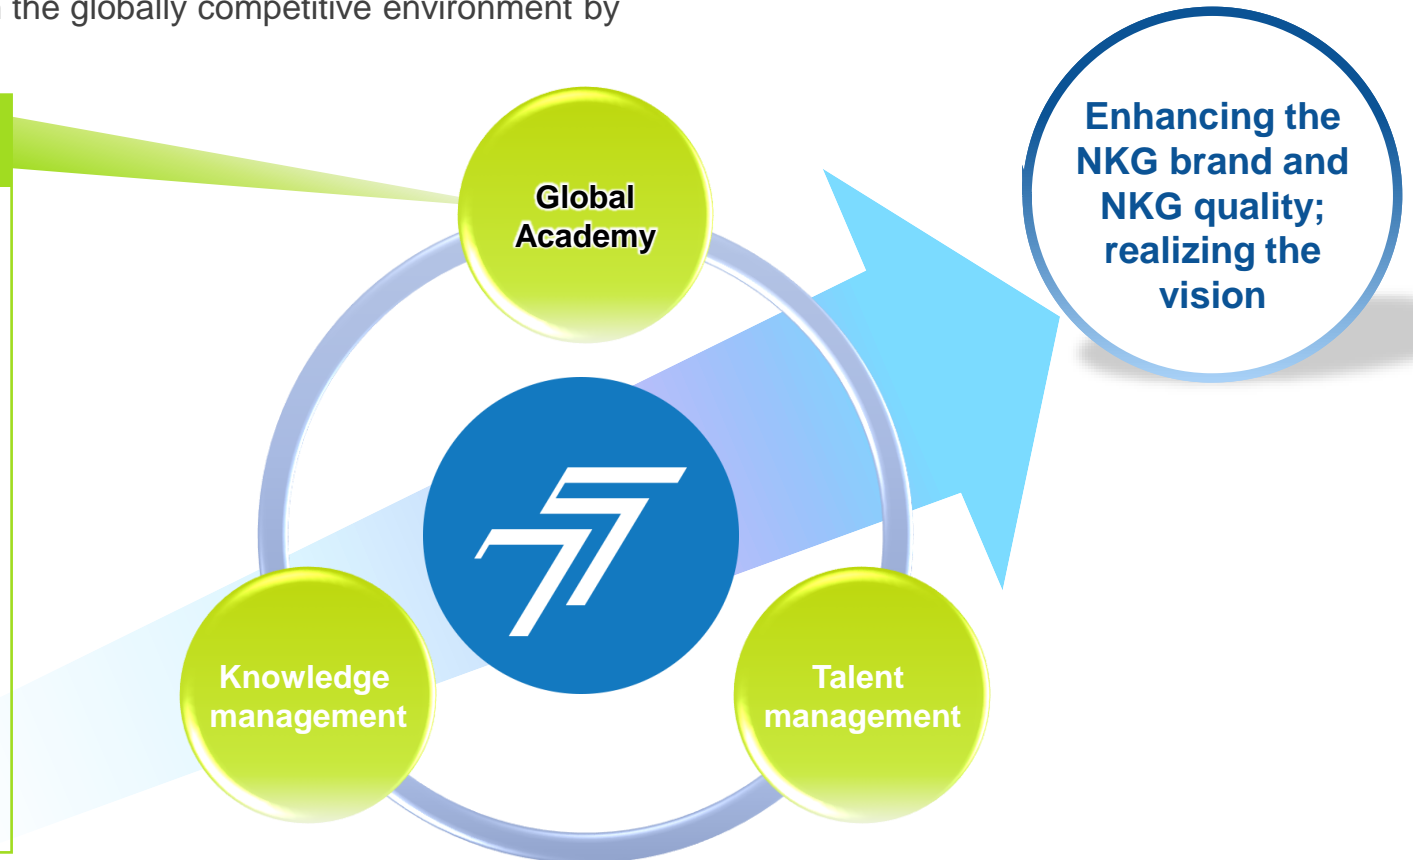 the globally competitive environment by
Enhancing the
NKG brand and
NKG quality;
realizing the
vision
Global
Academy
Knowledge
management
Talent
management